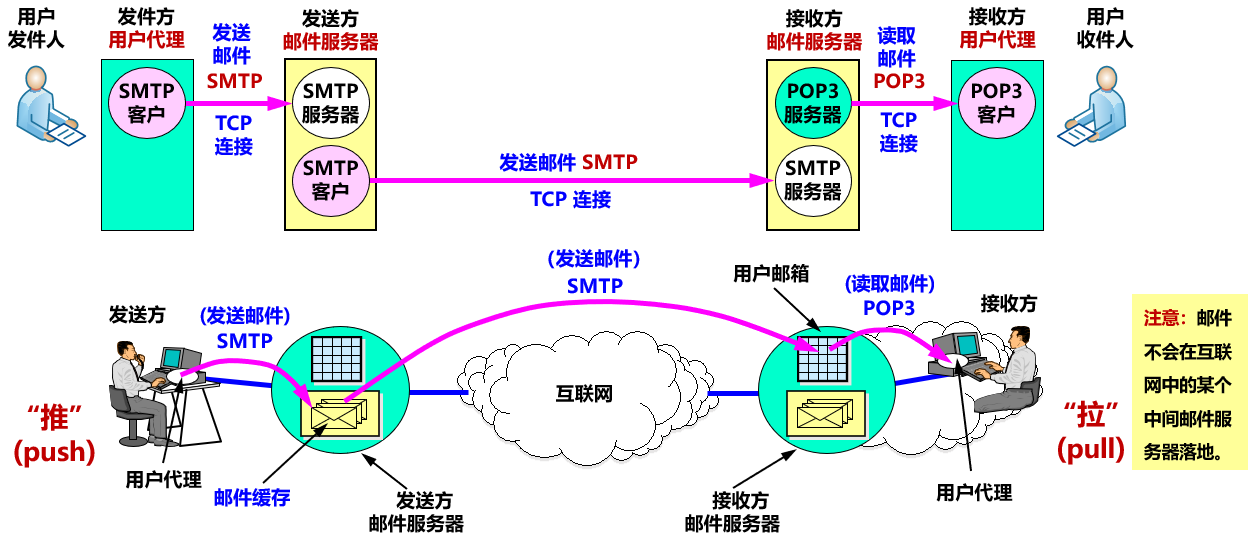 用户
发件人
发件方
用户代理
发送
邮件
SMTP
TCP
连接
发送方
邮件服务器
接收方
邮件服务器
读取
邮件
POP3
TCP
连接
接收方
用户代理
用户
收件人
SMTP
客户
SMTP
服务器
SMTP
客户
发送邮件 SMTP
TCP 连接
POP3
服务器
SMTP
服务器
POP3
客户
(发送邮件)
SMTP
用户邮箱
(读取邮件)
POP3
接收方
发送方
(发送邮件)
SMTP
互联网
“推”
(push)
“拉”
(pull)
用户代理
邮件缓存
发送方
邮件服务器
接收方
邮件服务器
用户代理
注意：邮件
不会在互联
网中的某个
中间邮件服
务器落地。